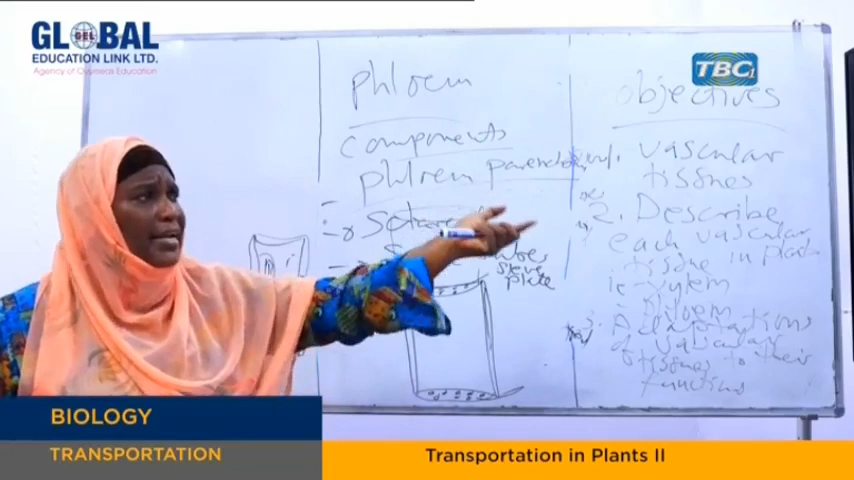 GLOBAL
GEL
EDUCATION LINK LTD.
Agency of Overseas Education
TBC1
Phloem
components
phloem parenchyma
sieve
plate
objectives
1. vascular
tissues
2. Describe
each vascular
tissue in plants
ie - xylem
- phloem
3. Adaptations
of vascular
tissues to their
functions
BIOLOGY
TRANSPORTATION
Transportation in Plants II